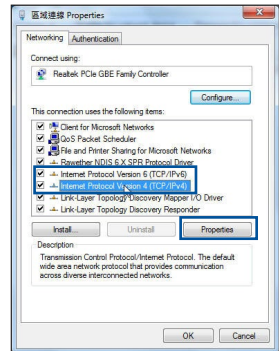 區域連線 Properties
Networking
Authentication
Connect using:
Realtek PCIe GBE Family Controller
Configure...
This connection uses the following items:
Client for Microsoft Networks
QoS Packet Scheduler
File and Printer Sharing for Microsoft Networks
Rawether NDIS 6.X SPR Protocol Driver
Internet Protocol Version 6 (TCP/IPv6)
Internet Protocol Version 4 (TCP/IPv4)
Link-Layer Topology Discovery Mapper I/O Driver
Link-Layer Topology Discovery Responder
Install...
Uninstall
Properties
Description
Transmission Control Protocol/Internet Protocol. The default
wide area network protocol that provides communication
across diverse interconnected networks.
OK
Cancel